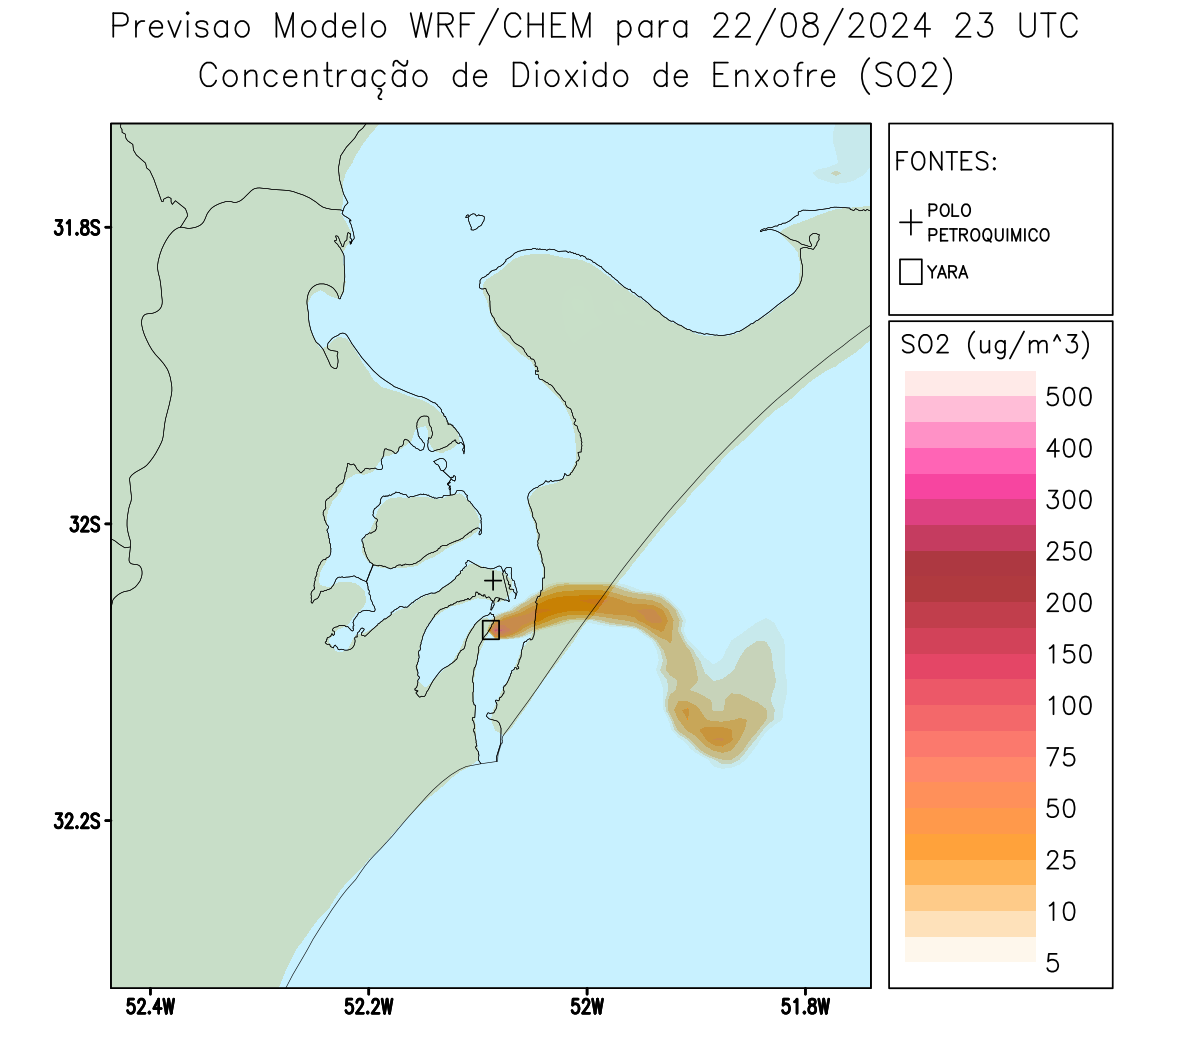 Previsao Modelo WRF/CHEM para 22/08/2024 23 UTC
Concentração de Dioxido de Enxofre (SO2)
FONTES:
POLO
PETROQUIMICO
YARA
SO2 (ug/m^3)
500
400
300
250
200
150
100
75
50
25
10
5
31.8S
32S
32.2S
52.4W
52.2W
52W
51.8W